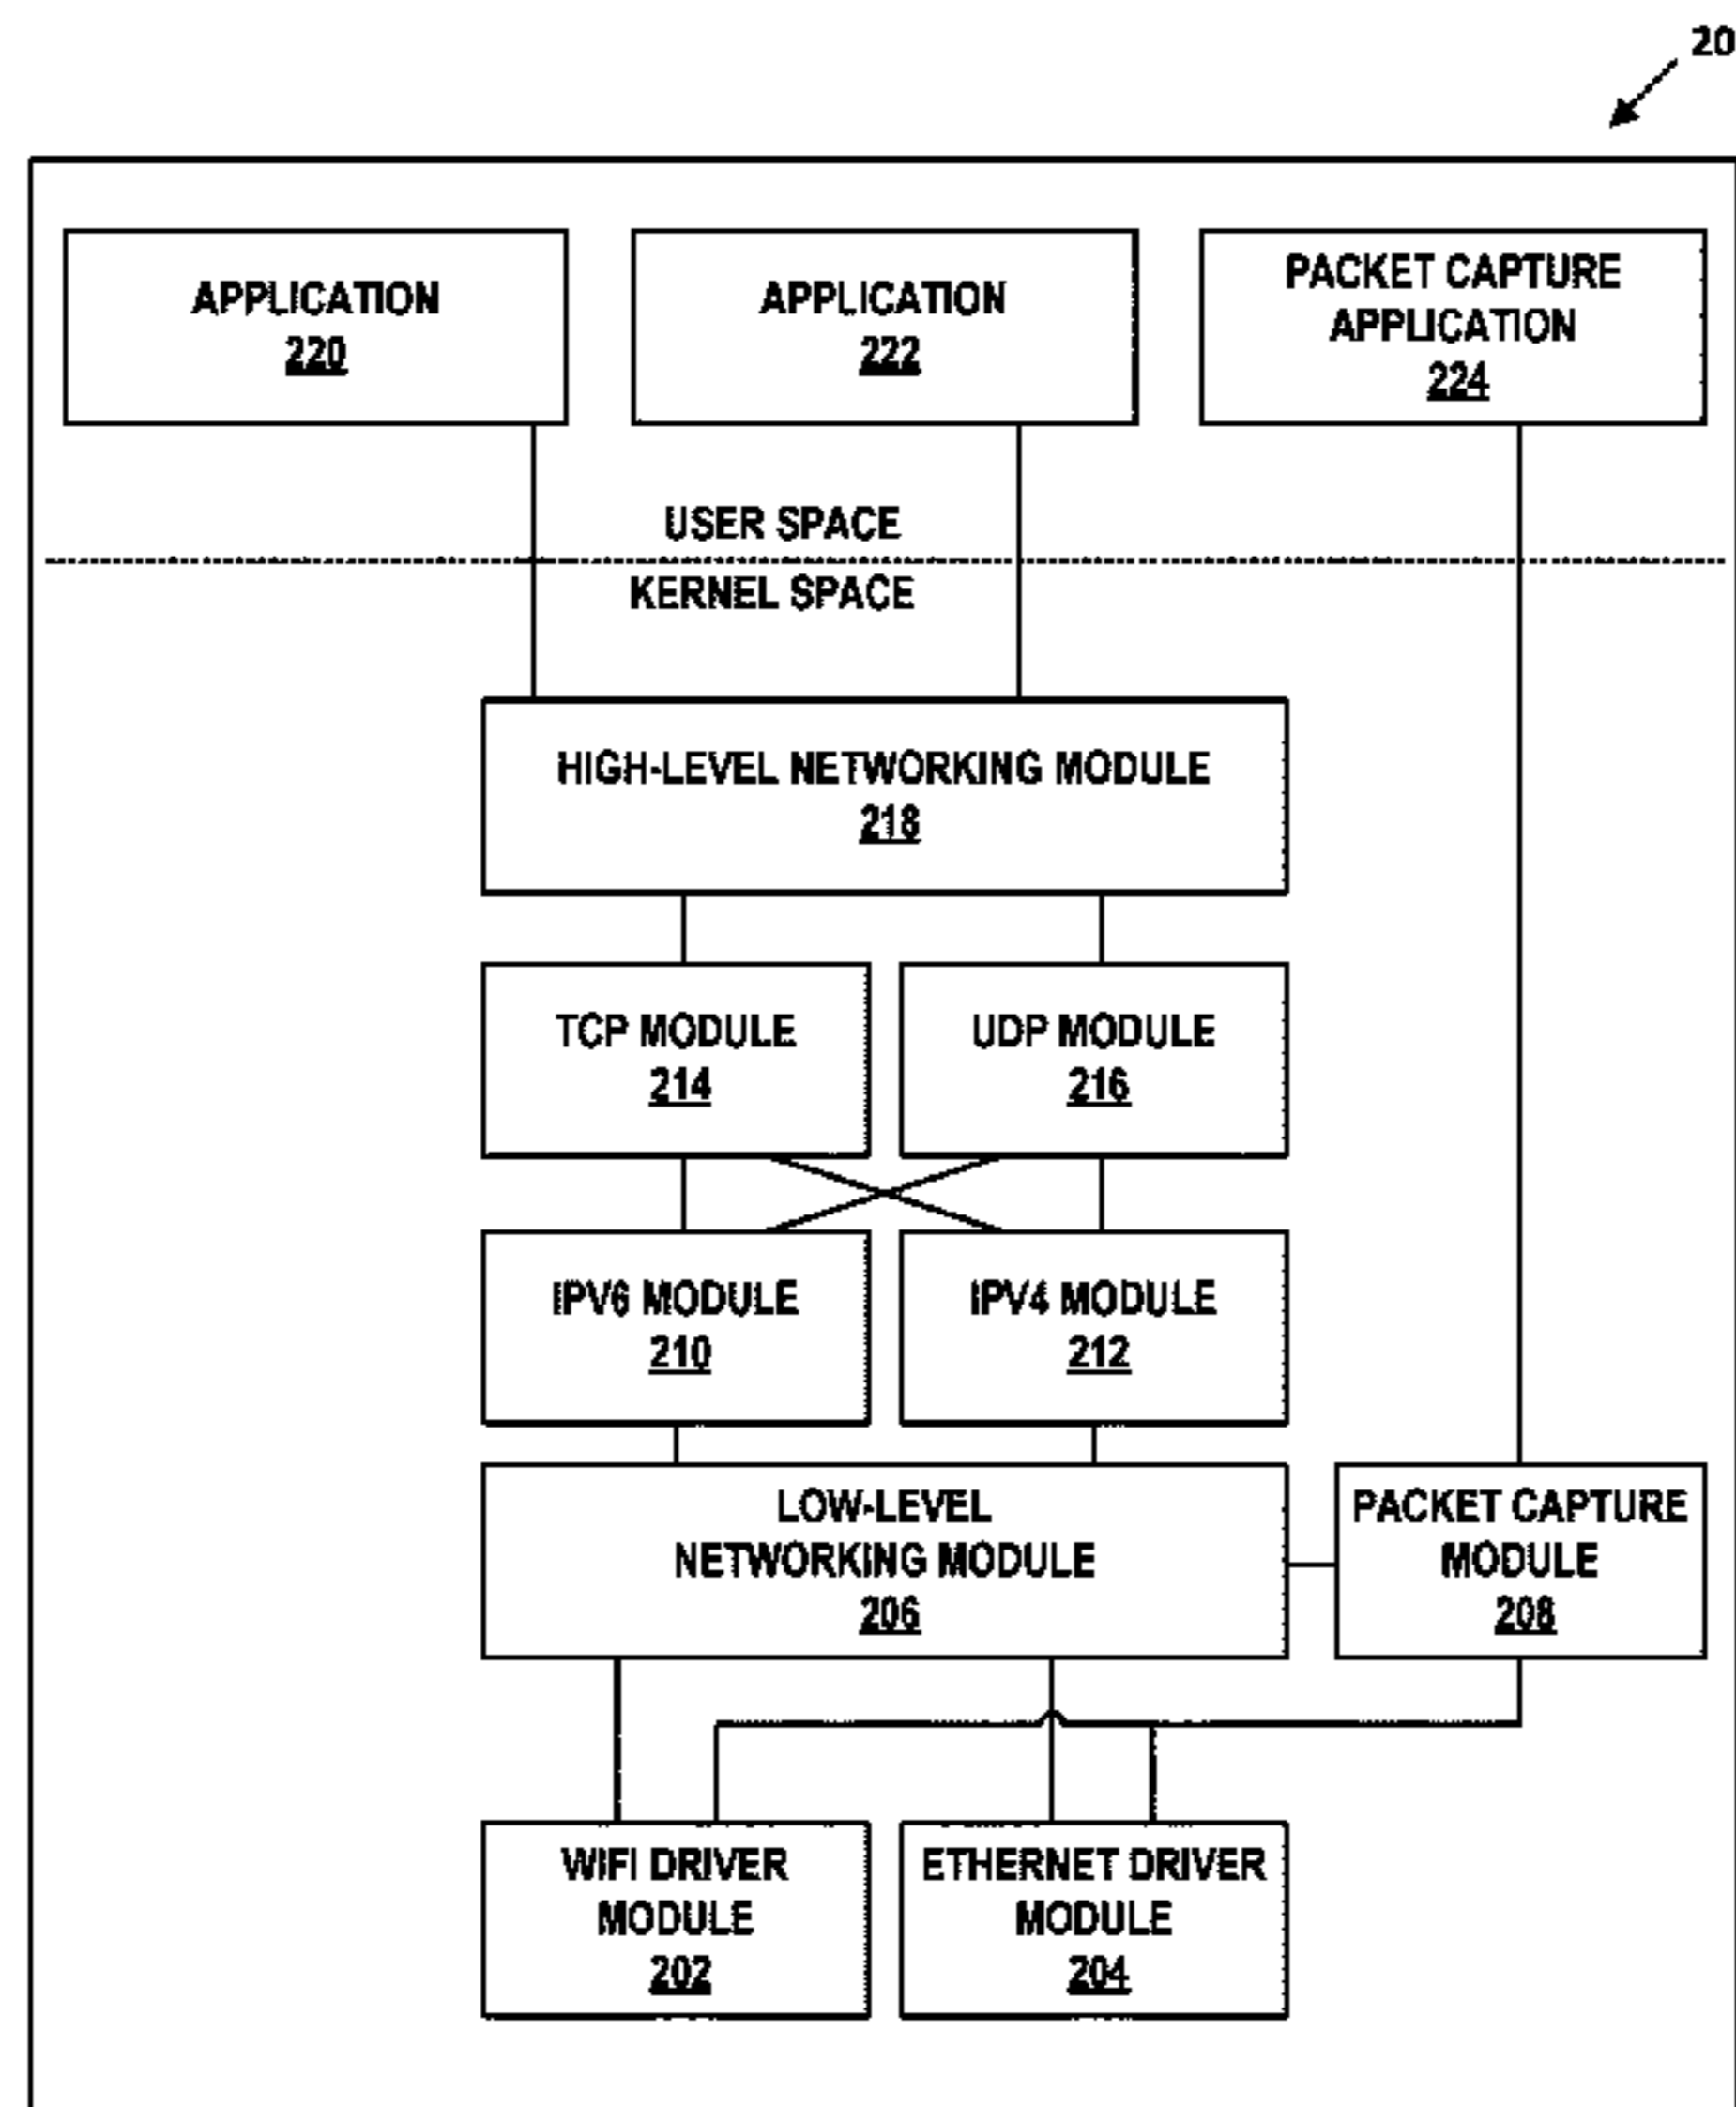 20
APPLICATION
220
APPLICATION
222
PACKET CAPTURE
APPLICATION
224
USER SPACE
KERNEL SPACE
HIGH-LEVEL NETWORKING MODULE
218
TCP MODULE
214
UDP MODULE
216
IPV6 MODULE
210
IPV4 MODULE
212
LOW-LEVEL
NETWORKING MODULE
206
PACKET CAPTURE
MODULE
208
WIFI DRIVER
MODULE
202
ETHERNET DRIVER
MODULE
204